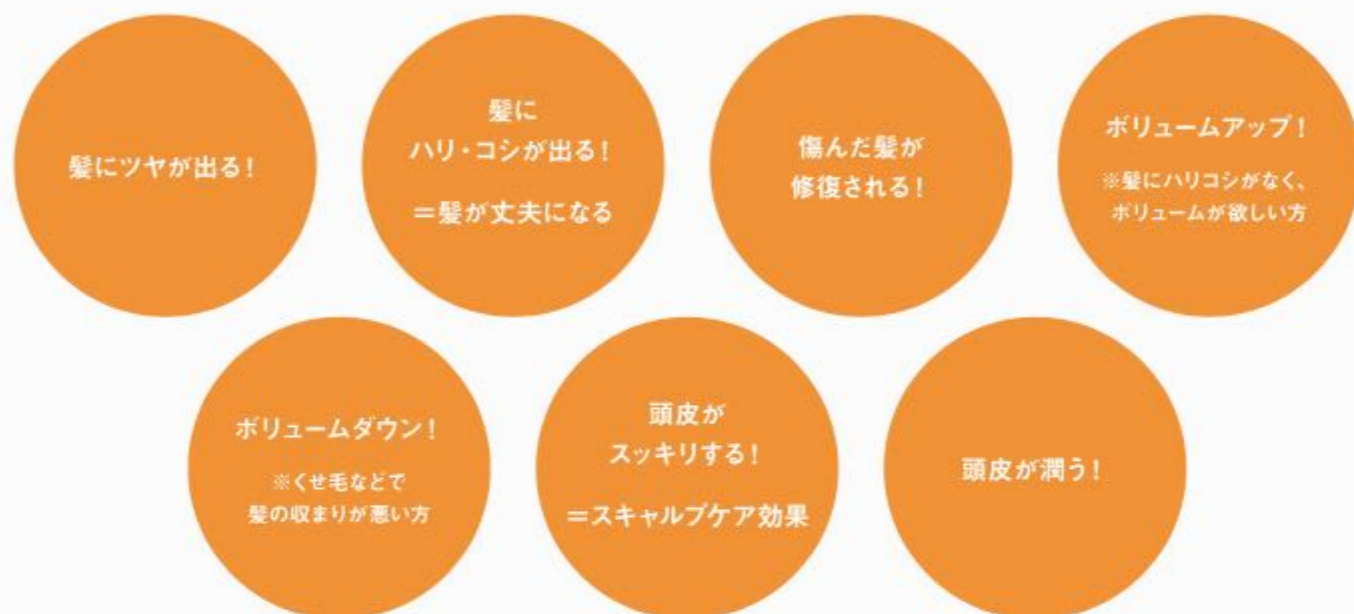 髪にツヤが出る！
髪に
ハリ・コシが出る！
＝髪が丈夫になる
傷んだ髪が
修復される！
ボリュームアップ！
※髪にハリコシがなく、
ボリュームが欲しい方
ボリュームダウン！
※くせ毛などで
髪の収まりが悪い方
頭皮が
スッキリする！
＝スキャルプケア効果
頭皮が潤う！